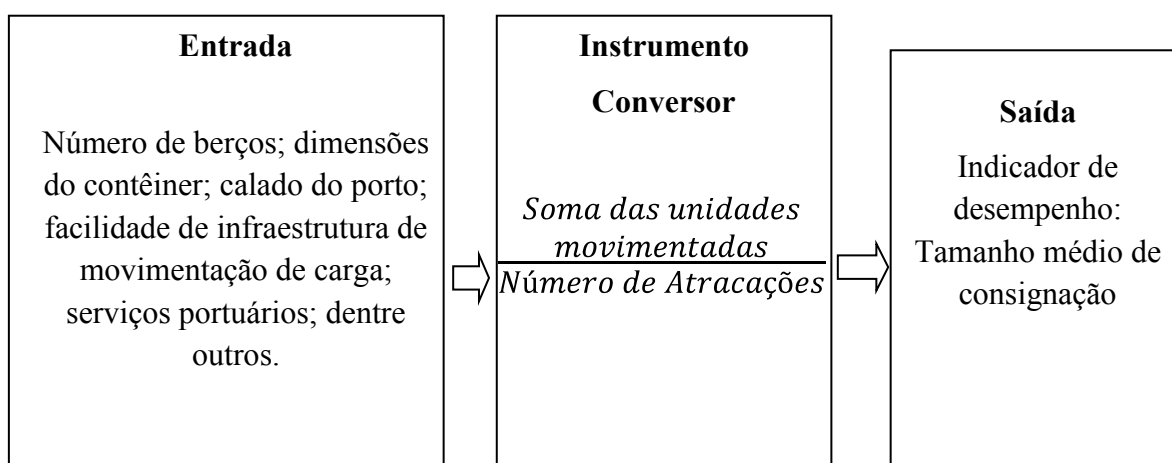 Entrada
Número de berços; dimensões
do contêiner; calado do porto;
facilidade de infraestrutura de
movimentação de carga;
serviços portuários; dentre
outros.
Instrumento
Conversor
Soma das unidades
movimentadas
Número de Atracações
Saída
Indicador de
desempenho:
Tamanho médio de
consignação